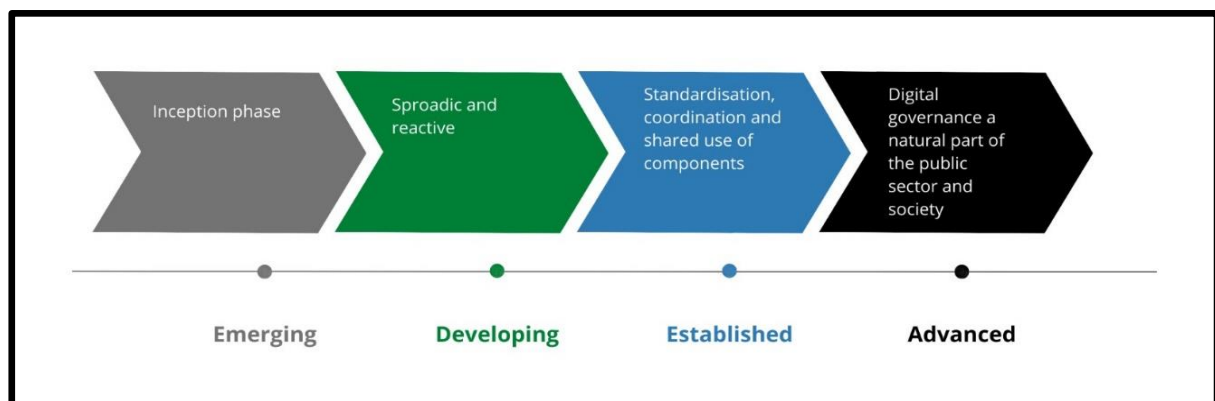 Inception phase
Sproadic and
reactive
Standardisation,
coordination and
shared use of
components
Digital
governance a
natural part of
the public
sector and
society
Emerging
Developing
Established
Advanced